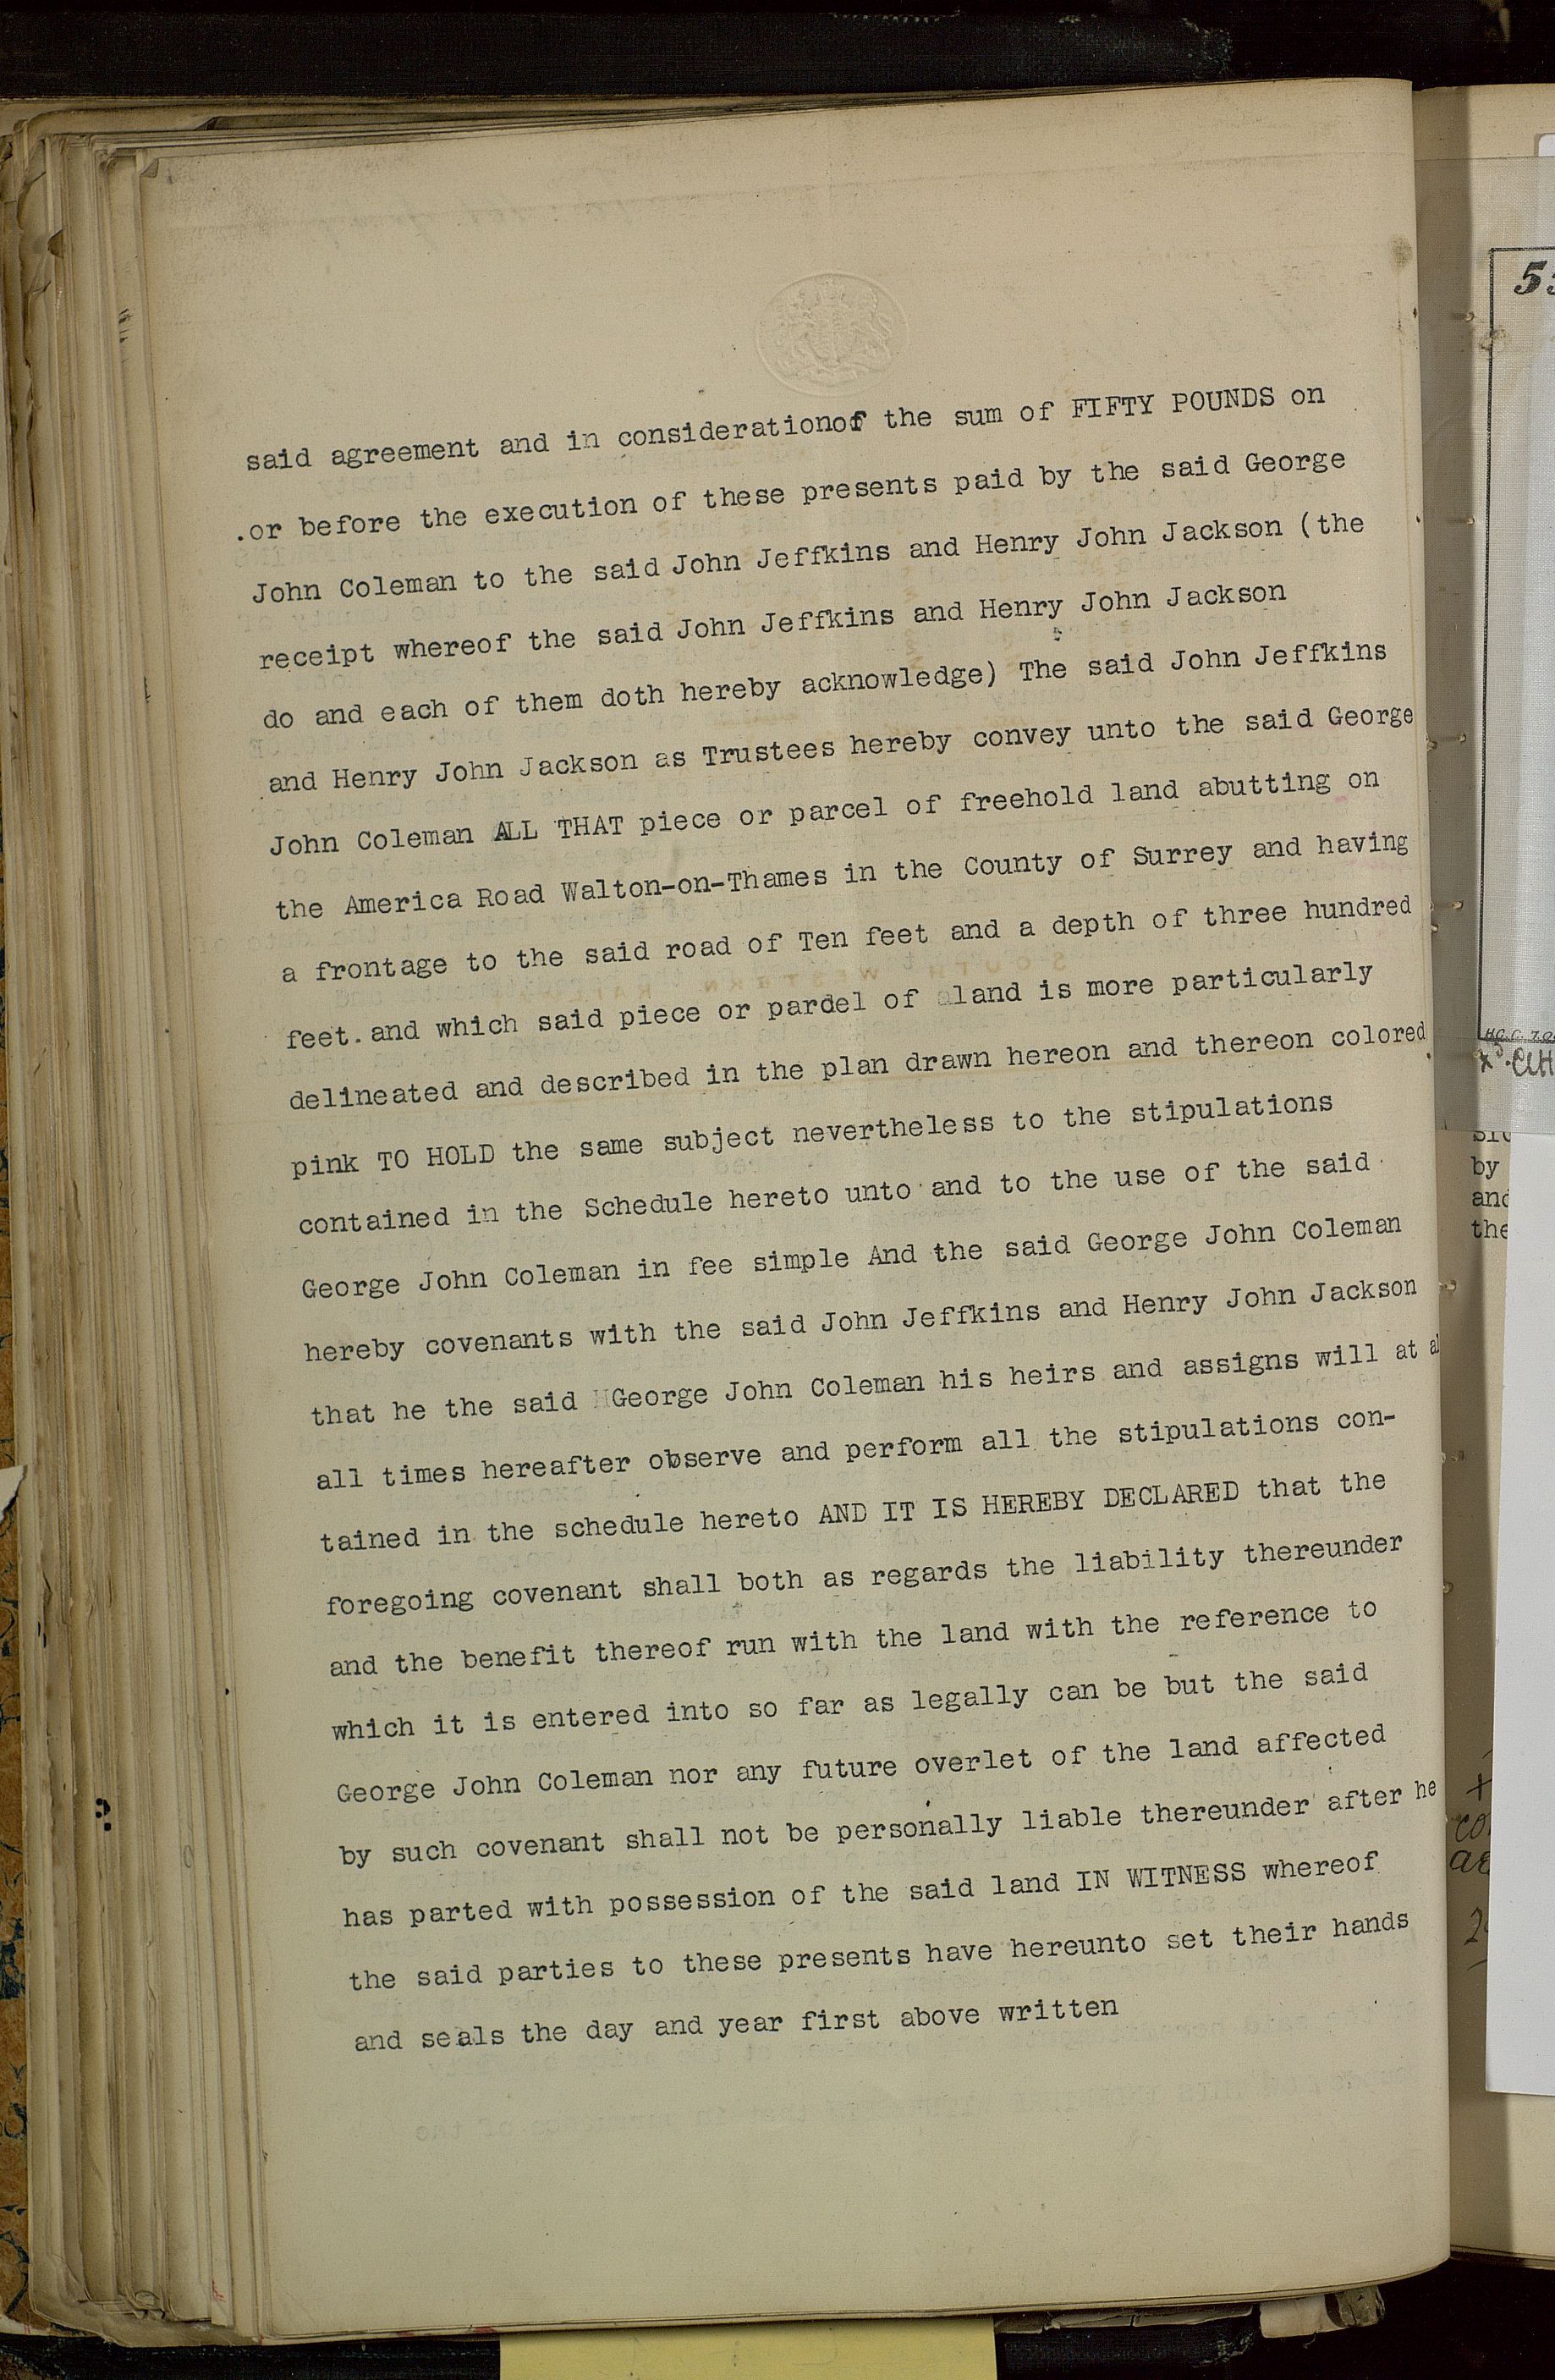 said agreement and in considerationof the sum of FIFTY POUNDS on
.or before the execution of these presents paid by the said George
John Coleman to the said John Jeffkins and Henry John Jackson (the
receipt whereof the said John Jeffkins and Henry John Jackson
do and each of them doth hereby acknowledge) The said John Jeffkins
and Henry John Jackson as Trustees hereby convey unto the said George
John Coleman ALL THAT piece or parcel of freehold land abutting on
the America Road Walton-on-Thames in the County of Surrey and having
a frontage to the said road of Ten feet and a depth of three hundred
feet.and which said piece or pardel of land is more particularly
delineated and described in the plan drawn hereon and thereon colored
pink TO HOLD the same subject nevertheless to the stipulations
contained in the Schedule hereto unto and to the use of the said
George John Coleman in fee simple And the said George John Coleman
hereby covenants with the said John Jeffkins and Henry John Jackson
that he the said George John Coleman his heirs and assigns will at al
all times hereafter observe and perform all the stipulations con-
tained in the schedule hereto AND IT IS HEREBY DECLARED that the
foregoing covenant shall both as regards the liability thereunder
and the benefit thereof run with the land with the reference to
which it is entered into so far as legally can be but the said
George John Coleman nor any future overlet of the land affected
by such covenant shall not be personally liable thereunder after he
has parted with possession of the said land IN WITNESS whereof
the said parties to these presents have hereunto set their hands
and seals the day and year first above written
by
and
the